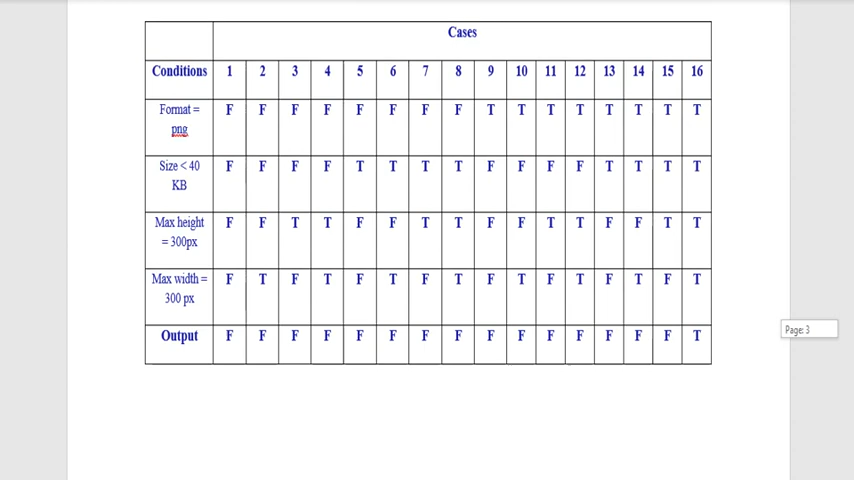 Cases
Conditions 1 2 3 4 5 6 7 8 9 10 11 12 13 14 15 16
Format = F F F F F F F F T T T T T T T T
png
Size < 40 F F F F T T T T F F F F T T T T
KB
Max height F F T T F F T T F F T T F F T T
= 300px
Max width = F T F T F T F T F T F T F T F T
300 px
Output F F F F F F F F F F F F F F F T
Page: 3